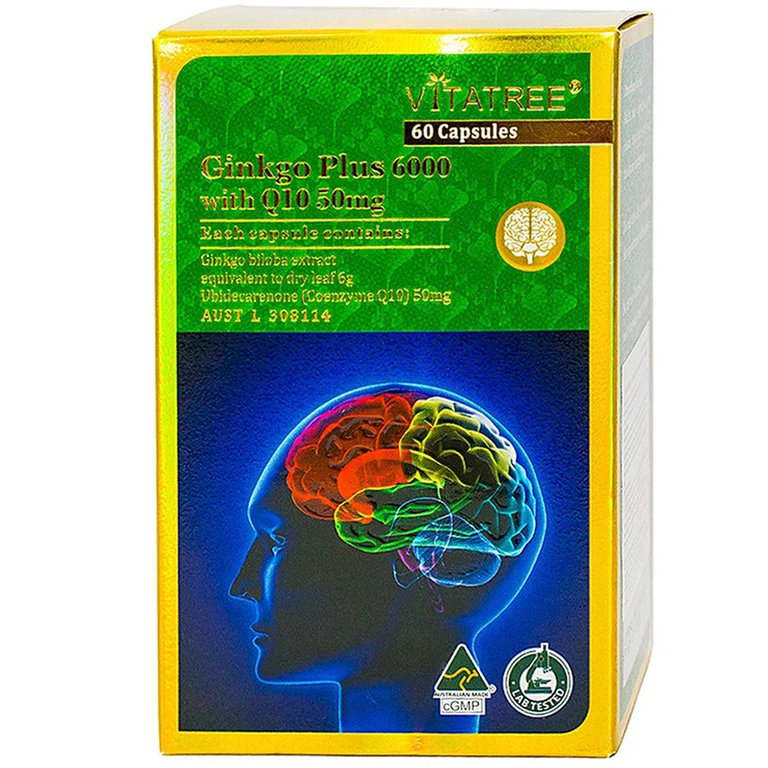 VITATREE®
60 Capsules
Ginkgo Plus 6000
with Q10 50mg
Each capsule contains:
Ginkgo biloba extract
equivalent to dry leaf 6g
Ubidecarenone (Coenzyme Q10) 50mg
AUST L 308114
AUSTRALIAN MADE
cGMP
LAB TESTED